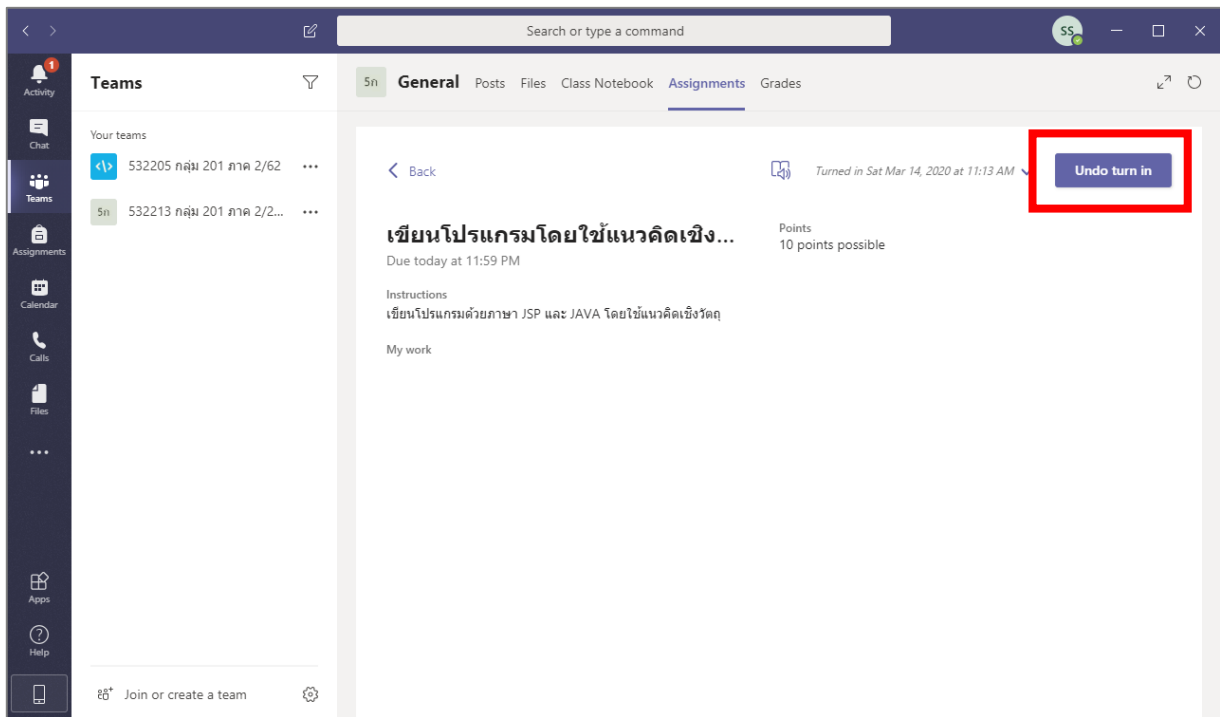 Search or type a command
SS
1
Activity
Chat
Teams
Assignments
Calendar
Calls
Files
Apps
Help
Teams
Your teams
532205 กลุ่ม 201 ภาค 2/62
5ก 532213 กลุ่ม 201 ภาค 2/2...
Join or create a team
5ก General Posts Files Class Notebook Assignments Grades
Back
Turned in Sat Mar 14, 2020 at 11:13 AM
Undo turn in
เขียนโปรแกรมโดยใช้แนวคิดเชิง...
Due today at 11:59 PM
Points
10 points possible
Instructions
เขียนโปรแกรมด้วยภาษา JSP และ JAVA โดยใช้แนวคิดเชิงวัตถุ
My work